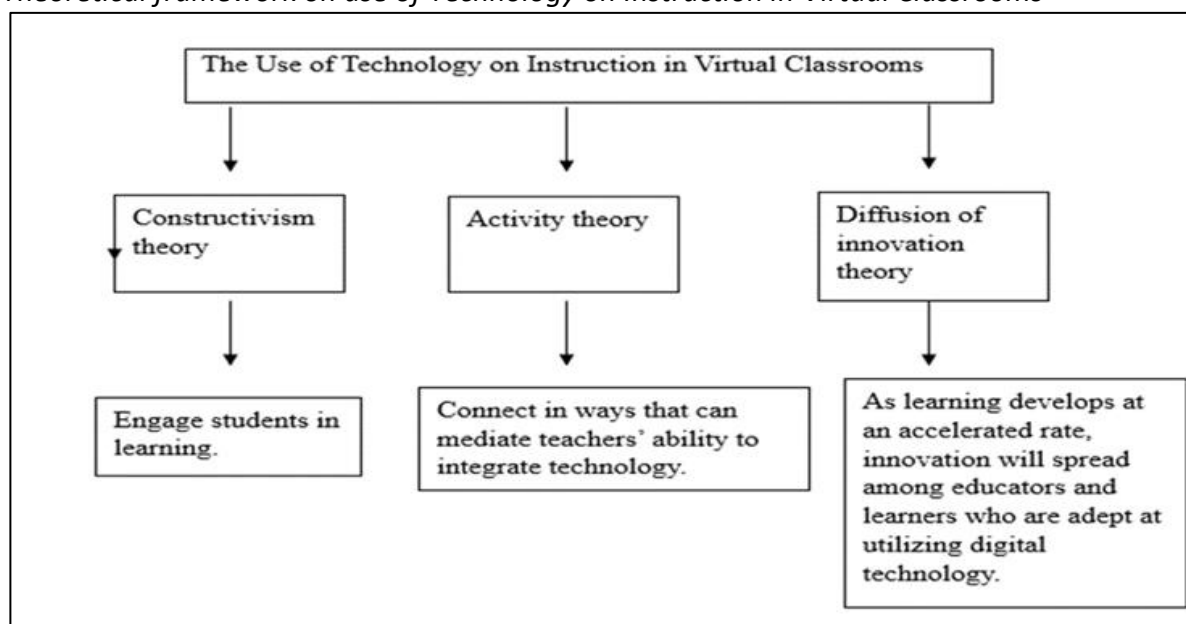 Theoretical framework on use of Technology on Instruction in Virtual Classrooms
The Use of Technology on Instruction in Virtual Classrooms
Constructivism
theory
Activity theory
Diffusion of
innovation
theory
Engage students in
learning.
Connect in ways that can
mediate teachers' ability to
integrate technology.
As learning develops at
an accelerated rate,
innovation will spread
among educators and
learners who are adept at
utilizing digital
technology.